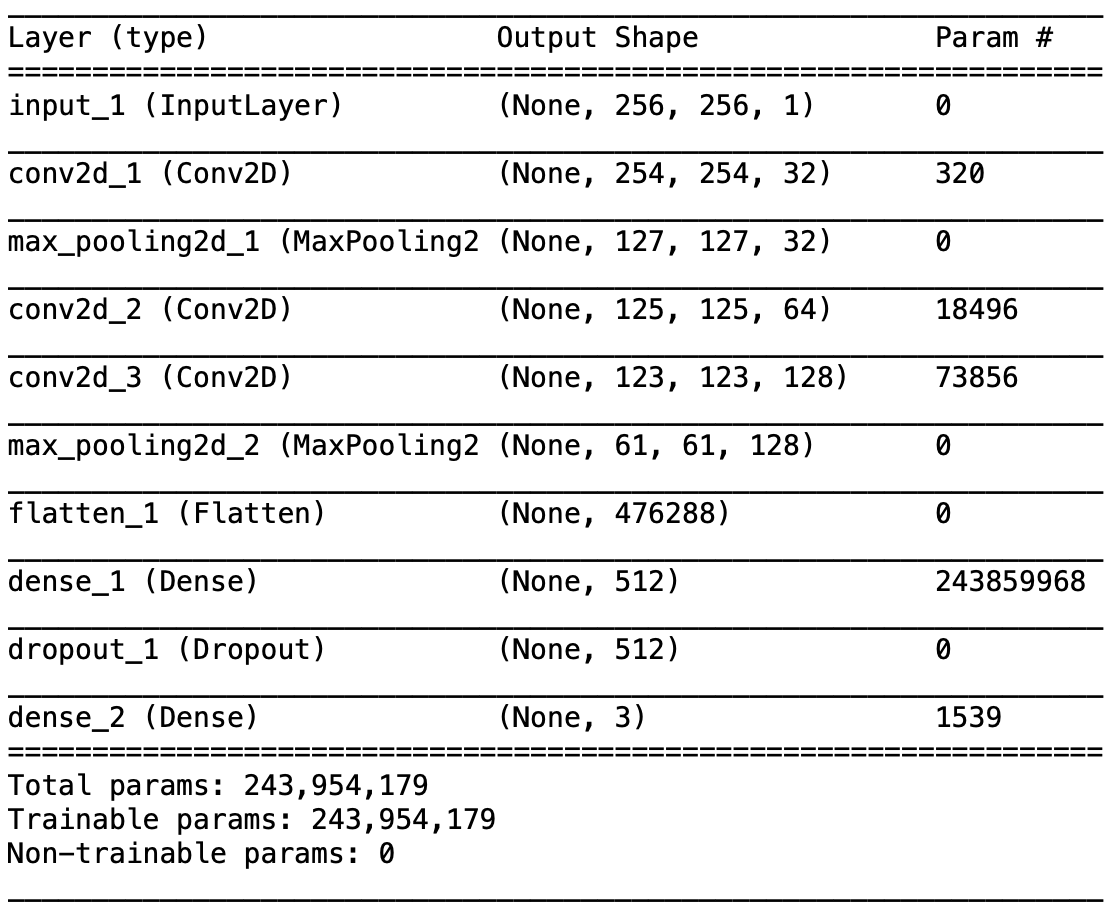 Layer (type) Output Shape Param #
input_1 (InputLayer) (None, 256, 256, 1) 0
conv2d_1 (Conv2D) (None, 254, 254, 32) 320
max_pooling2d_1 (MaxPooling2 (None, 127, 127, 32) 0
conv2d_2 (Conv2D) (None, 125, 125, 64) 18496
conv2d_3 (Conv2D) (None, 123, 123, 128) 73856
max_pooling2d_2 (MaxPooling2 (None, 61, 61, 128) 0
flatten_1 (Flatten) (None, 476288) 0
dense_1 (Dense) (None, 512) 243859968
dropout_1 (Dropout) (None, 512) 0
dense_2 (Dense) (None, 3) 1539
Total params: 243,954,179
Trainable params: 243,954,179
Non-trainable params: 0